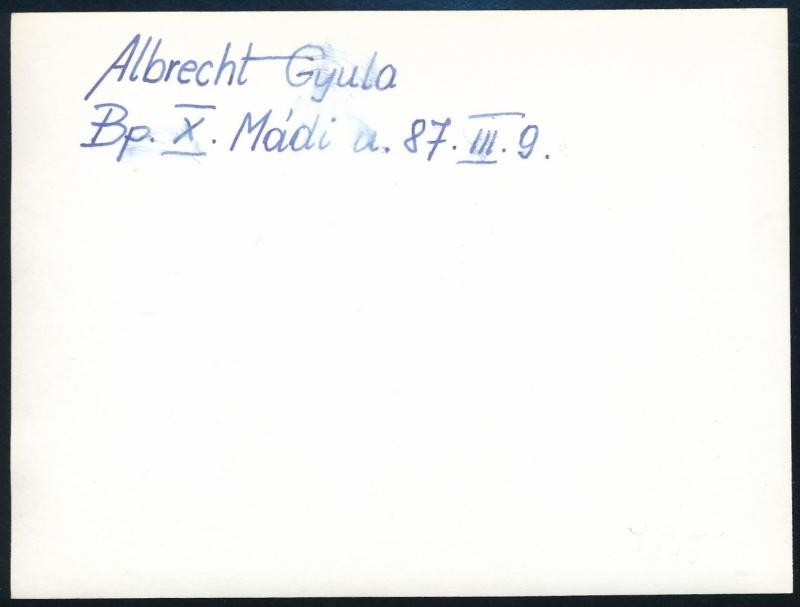 Albrecht Gyula
Bp. X. Mádi u. 87. III. 9.